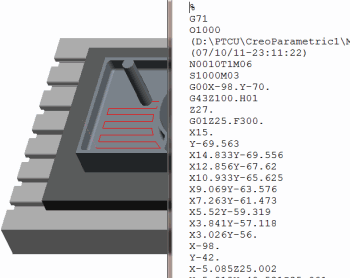 %
G71
O1000
(D:\PTCU\CreoParametric1\M
(07/10/11-23:11:22)
N0010T1M06
S1000M03
G00X-98.Y-70.
G43Z100.H01
Z27.
G01Z25.F300.
X15.
Y-69.563
X14.833Y-69.556
X12.856Y-67.62
X10.933Y-65.625
X9.069Y-63.576
X7.263Y-61.473
X5.52Y-59.319
X3.841Y-57.118
X3.026Y-56.
X-98.
Y-42.
X-5.085Z25.002